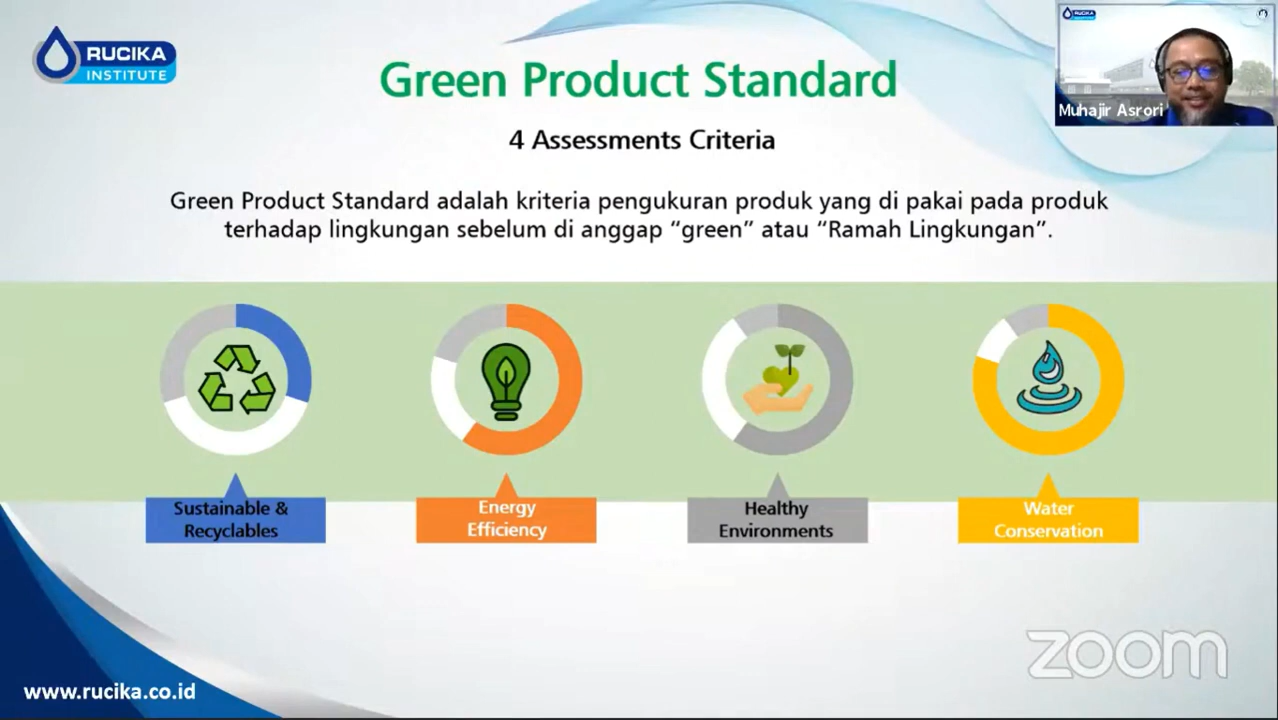 RUCIKA
INSTITUTE
Green Product Standard
RUCIKA
Muhajir Asrori
4 Assessments Criteria
Green Product Standard adalah kriteria pengukuran produk yang di pakai pada produk
terhadap lingkungan sebelum di anggap “green” atau “Ramah Lingkungan”.
Sustainable &
Recyclables
Energy
Efficiency
Healthy
Environments
Water
Conservation
zoom
www.rucika.co.id